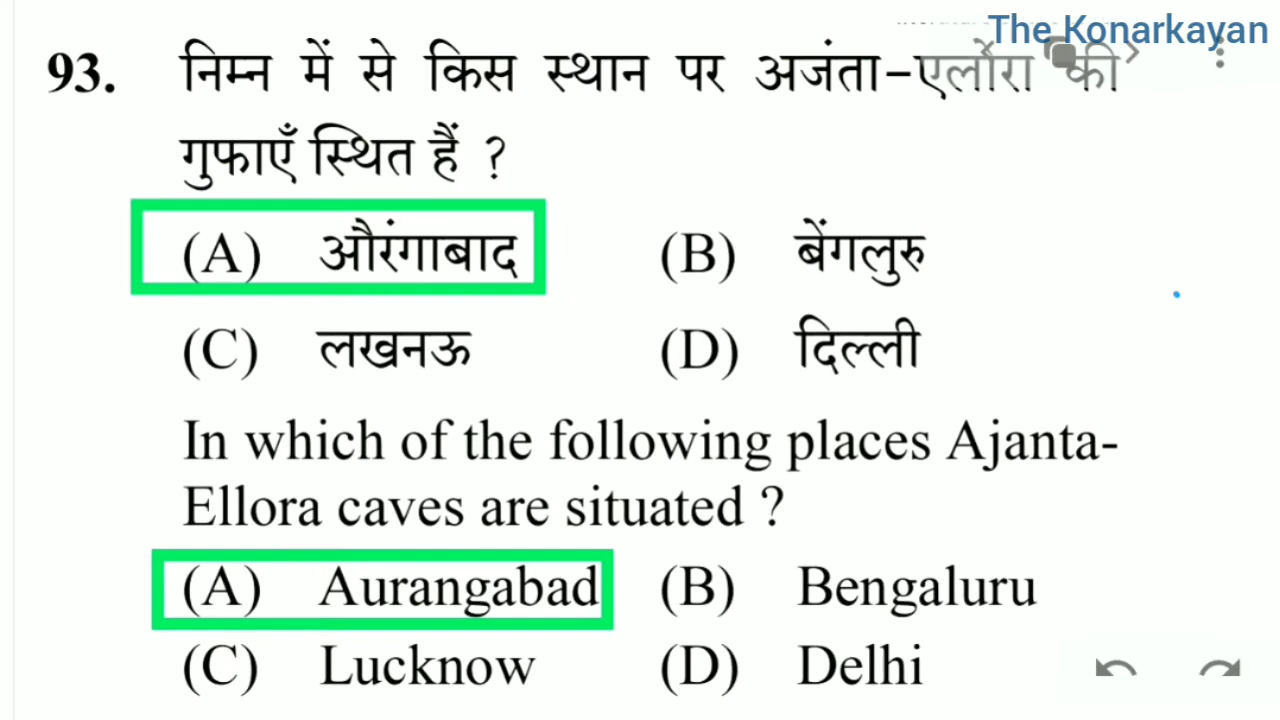 The Konarkayan
93. निम्न में से किस स्थान पर अजंता-एलोरा की
गुफाएँ स्थित हैं ?
(A) औरंगाबाद (B) बेंगलुरु
(C) लखनऊ (D) दिल्ली
In which of the following places Ajanta-
Ellora caves are situated ?
(A) Aurangabad (B) Bengaluru
(C) Lucknow (D) Delhi